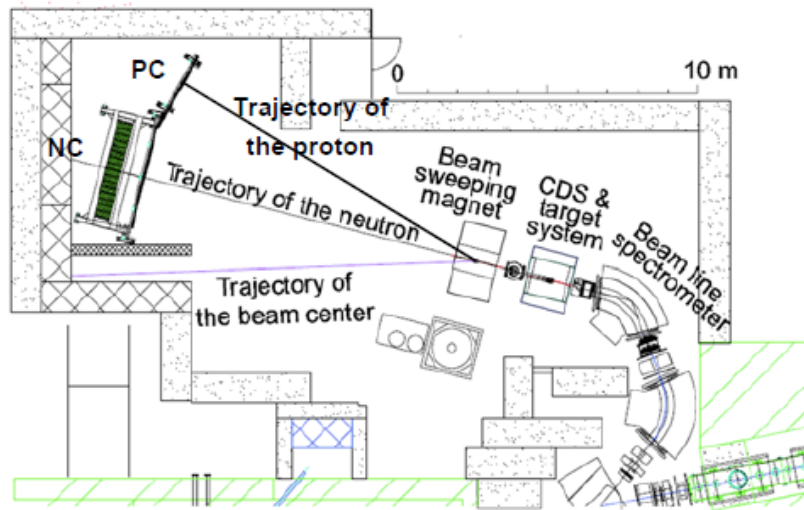 PC
0
10 m
Trajectory of
the proton
NC
Trajectory of the neutron
Beam
sweeping
magnet
CDS &
target
system
Beam line
spectrometer
Trajectory of
the beam center